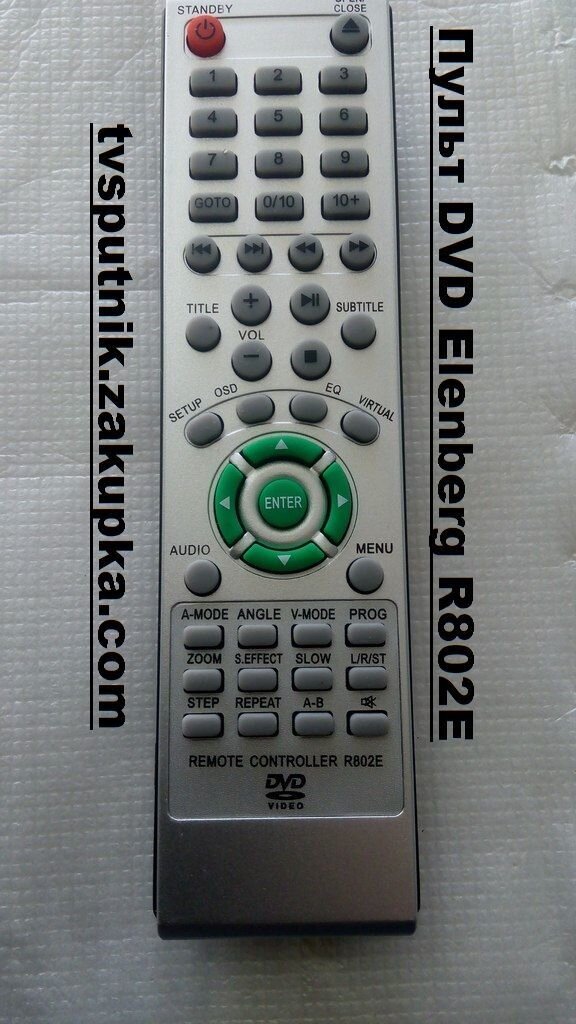 STANDBY
CLOSE
1 2 3
4 5 6
7 8 9
GOTO 0/10 10+
TITLE SUBTITLE
VOL
SETUP OSD EQ VIRTUAL
ENTER
AUDIO MENU
A-MODE ANGLE V-MODE PROG
ZOOM S.EFFECT SLOW L/R/ST
STEP REPEAT A-B
REMOTE CONTROLLER R802E
DVD
VIDEO
Пульт DVD Elenberg R802E
tvsputnik.zakupka.com